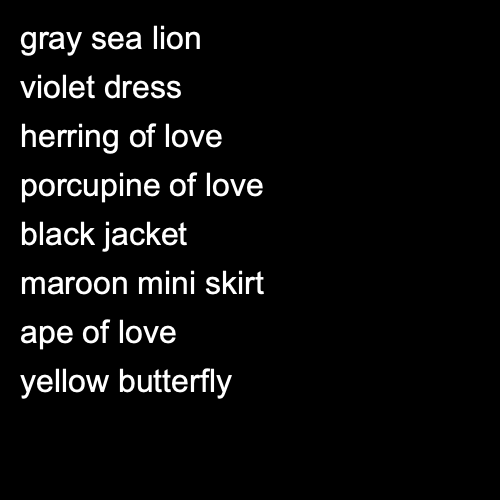 gray sea lion
violet dress
herring of love
porcupine of love
black jacket
maroon mini skirt
ape of love
yellow butterfly